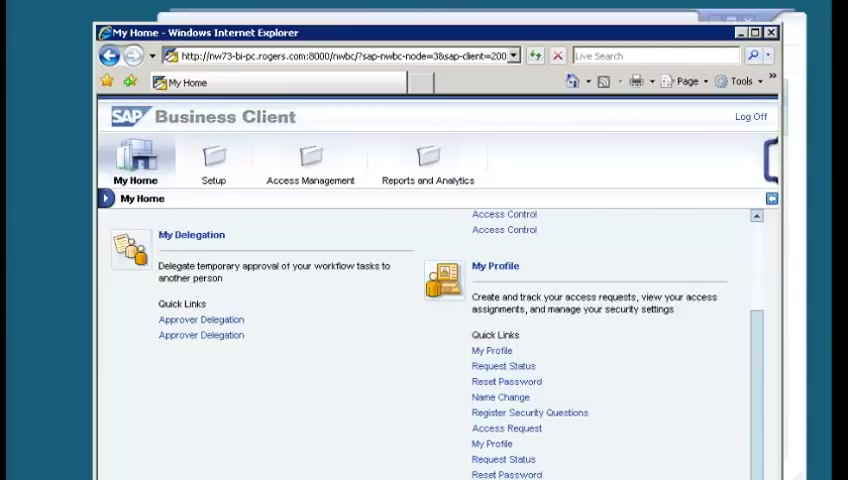 My Home - Windows Internet Explorer
http://nw73-bi-pc.rogers.com:8000/nwbc/?sap-nwbc-node=3&sap-client=200
Live Search
My Home
Page
Tools
SAP Business Client
Log Off
My Home
Setup
Access Management
Reports and Analytics
My Home
Access Control
Access Control
My Delegation
Delegate temporary approval of your workflow tasks to
another person
Quick Links
Approver Delegation
Approver Delegation
My Profile
Create and track your access requests, view your access
assignments, and manage your security settings
Quick Links
My Profile
Request Status
Reset Password
Name Change
Register Security Questions
Access Request
My Profile
Request Status
Reset Password